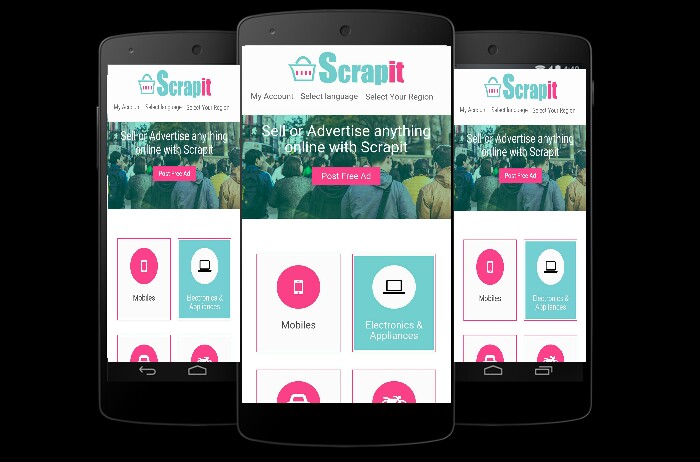 Scrapit
My Account Select language Select Your Region
Sell or Advertise anything
online with Scrapit
Post Free Ad
Mobiles
Electronics &
Appliances
Scrapit
My Account Select language Select Your Region
Sell or Advertise anything
online with Scrapit
Post Free Ad
Mobiles
Electronics &
Appliances
4:40
Scrapit
My Account Select language Select Your Region
Sell or Advertise anything
online with Scrapit
Post Free Ad
Mobiles
Electronics &
Appliances